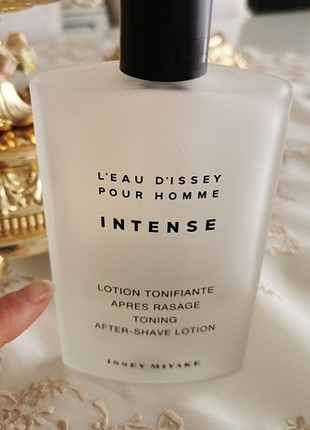 L'EAU D'ISSEY
POUR HOMME
INTENSE
LOTION TONIFIANTE
APRES RASAGE
TONING
AFTER-SHAVE LOTION
ISSEY MIYAKE